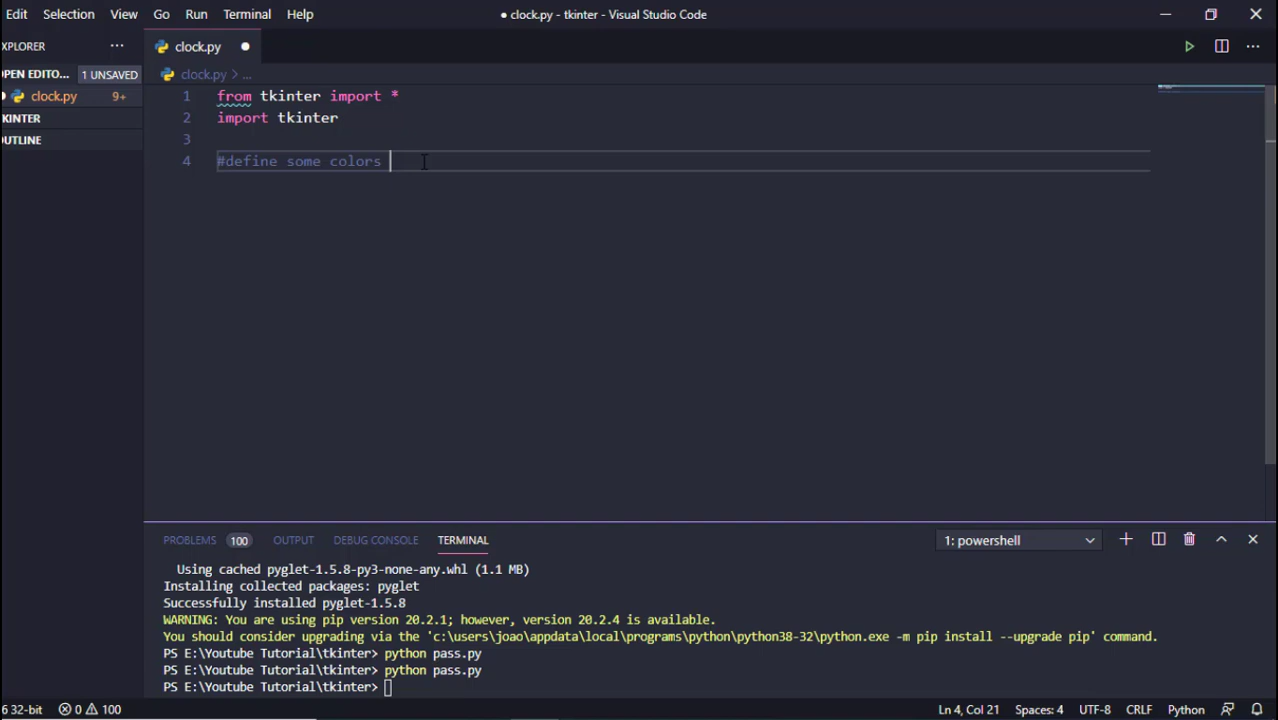 Edit Selection View Go Run Terminal Help
● clock.py - tkinter - Visual Studio Code
XPLORER
clock.py
OPEN EDITO... 1 UNSAVED
clock.py > ...
clock.py 9+
KINTER
OUTLINE
1 from tkinter import *
2 import tkinter
3
4 #define some colors
PROBLEMS 100 OUTPUT DEBUG CONSOLE TERMINAL
1: powershell
Using cached pyglet-1.5.8-py3-none-any.whl (1.1 MB)
Installing collected packages: pyglet
Successfully installed pyglet-1.5.8
WARNING: You are using pip version 20.2.1; however, version 20.2.4 is available.
You should consider upgrading via the 'c:\users\joao\appdata\local\programs\python\python38-32\python.exe -m pip install --upgrade pip' command.
PS E:\Youtube Tutorial\tkinter> python pass.py
PS E:\Youtube Tutorial\tkinter> python pass.py
PS E:\Youtube Tutorial\tkinter>
6 32-bit 0 100 Ln 4, Col 21 Spaces: 4 UTF-8 CRLF Python